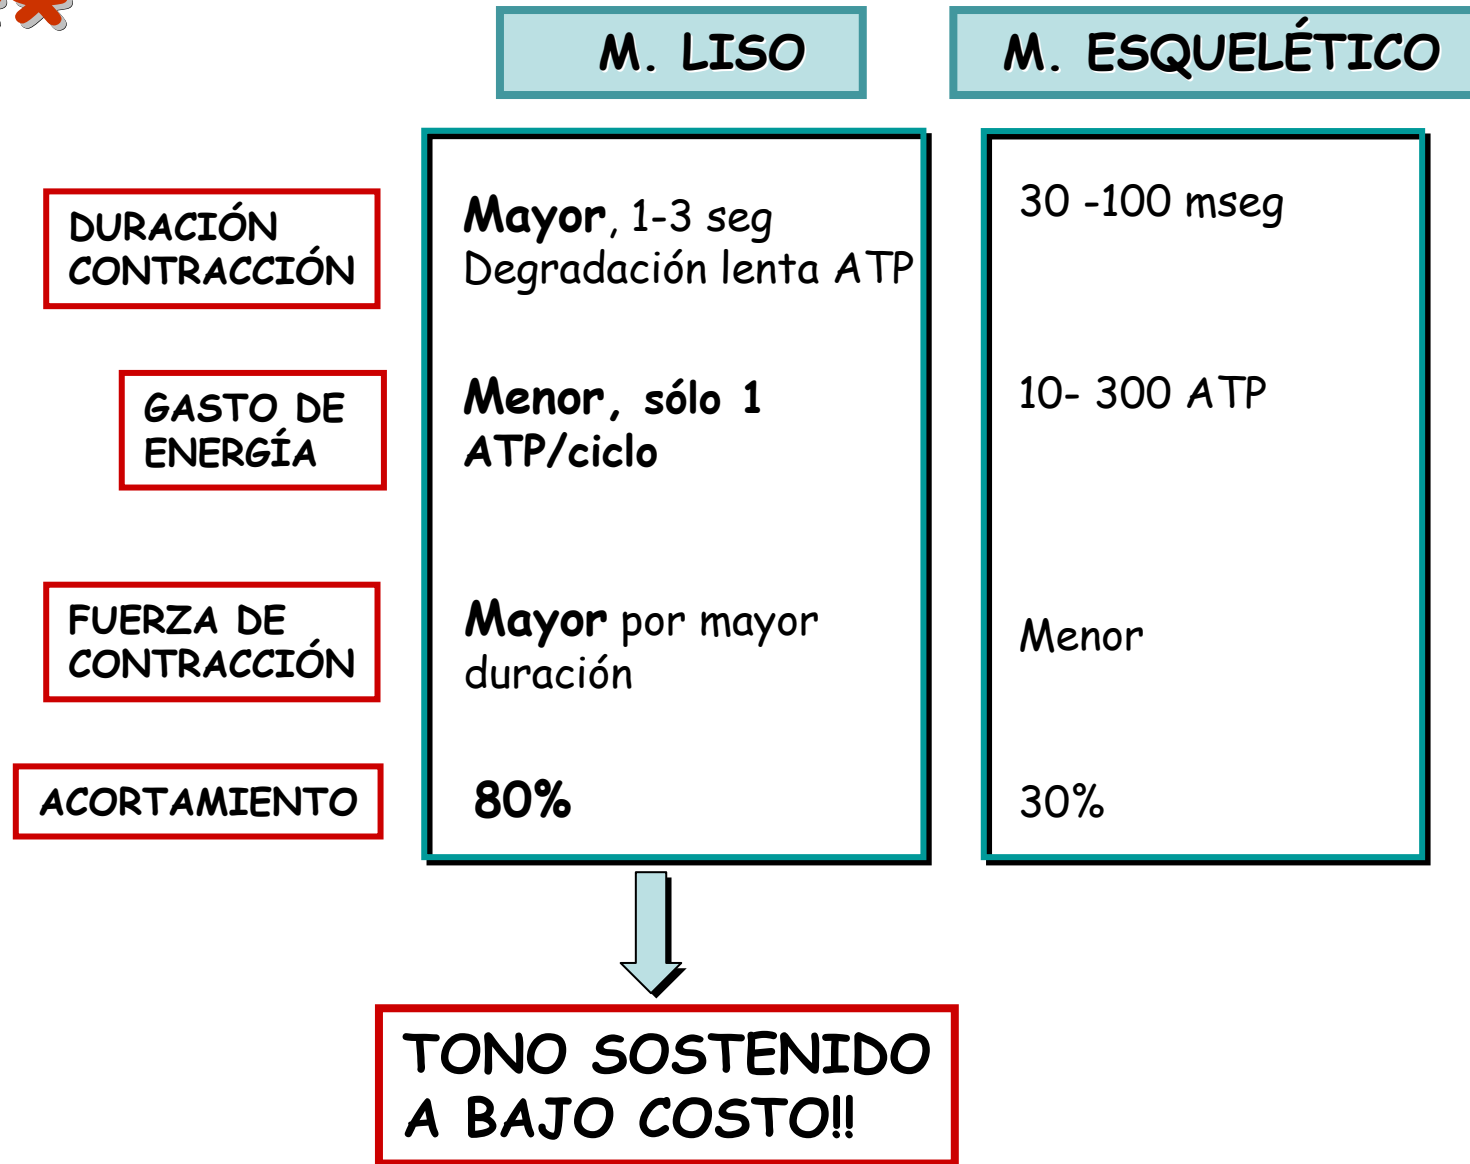 M. LISO
M. ESQUELÉTICO
DURACIÓN
CONTRACCIÓN
Mayor, 1-3 seg
Degradación lenta ATP
30 -100 mseg
GASTO DE
ENERGÍA
Menor, sólo 1
ATP/ciclo
10- 300 ATP
FUERZA DE
CONTRACCIÓN
Mayor por mayor
duración
Menor
ACORTAMIENTO
80%
30%
TONO SOSTENIDO
A BAJO COSTO!!